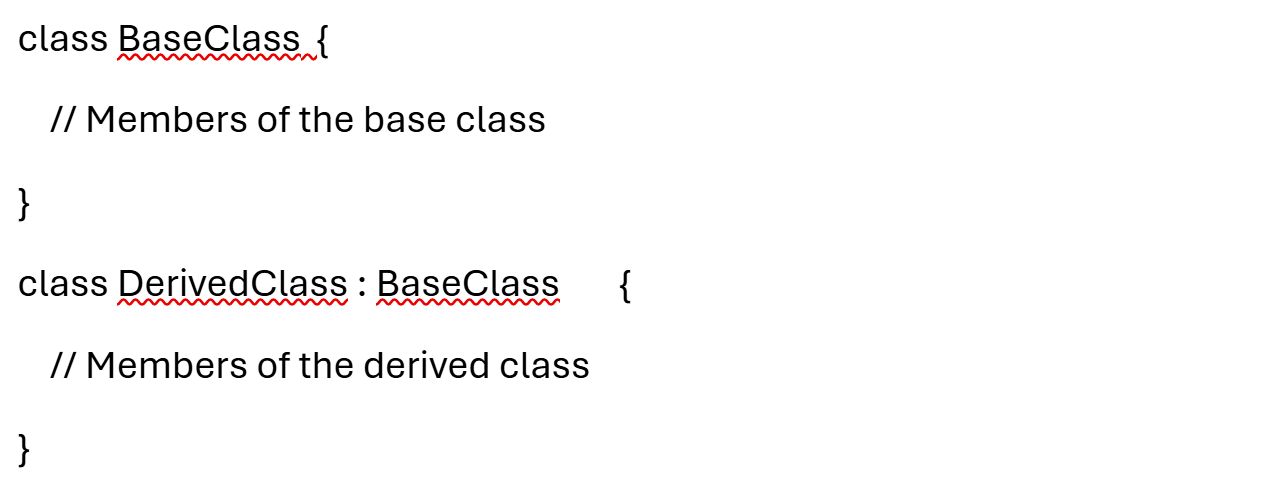 class BaseClass {
// Members of the base class
}
class DerivedClass : BaseClass {
// Members of the derived class
}